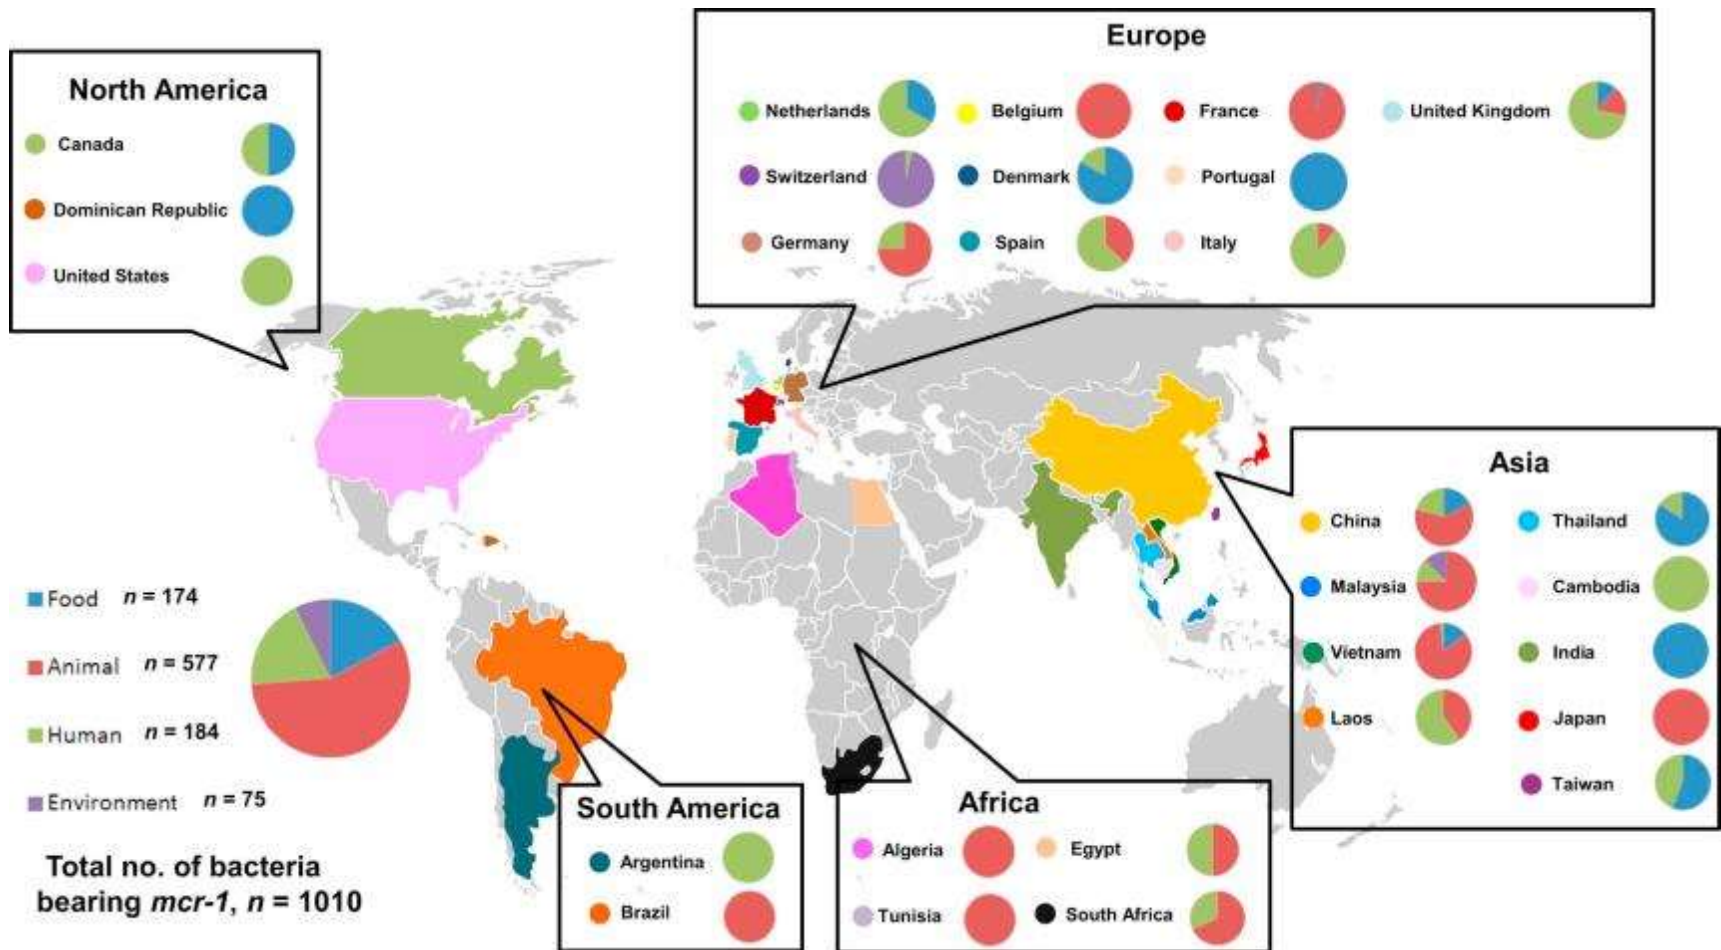 North America
Canada
Dominican Republic
United States
Europe
Netherlands
Belgium
France
United Kingdom
Switzerland
Denmark
Portugal
Germany
Spain
Italy
Asia
China
Thailand
Malaysia
Cambodia
Vietnam
India
Laos
Japan
Taiwan
Food n = 174
Animal n = 577
Human n = 184
Environment n = 75
Total no. of bacteria
bearing mcr-1, n = 1010
South America
Argentina
Brazil
Africa
Algeria
Egypt
Tunisia
South Africa